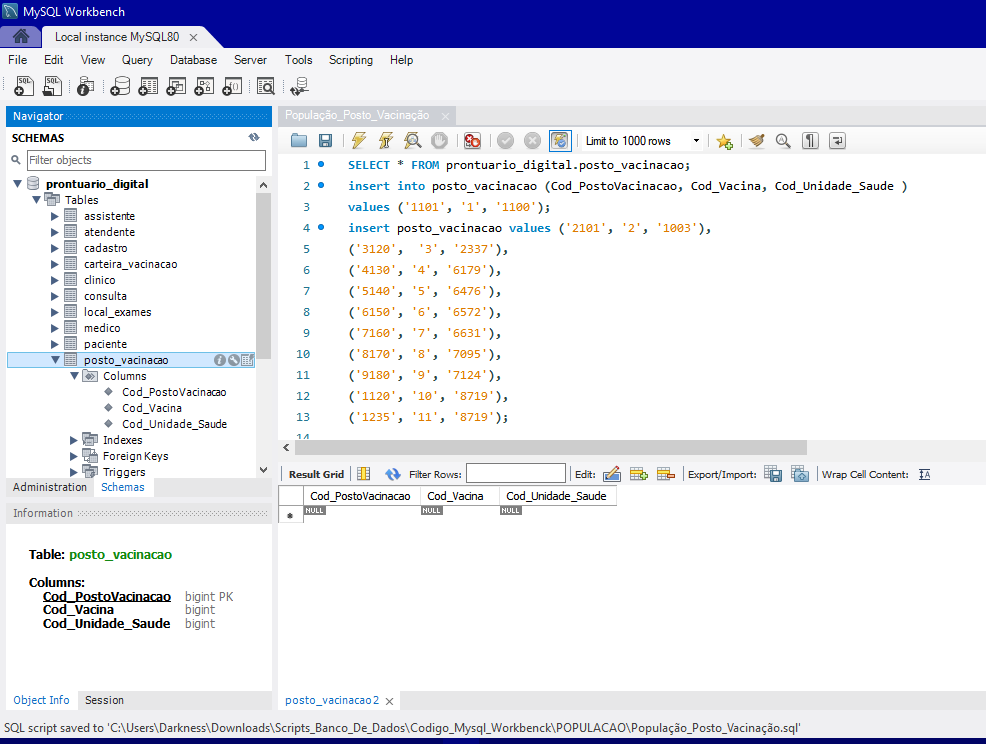 MySQL Workbench
Local instance MySQL80
File Edit View Query Database Server Tools Scripting Help
Navigator
SCHEMAS
Filter objects
prontuario_digital
Tables
assistente
atendente
cadastro
carteira_vacinacao
clinico
consulta
local_exames
medico
paciente
posto_vacinacao
Columns
Cod_PostoVacinacao
Cod_Vacina
Cod_Unidade_Saude
Indexes
Foreign Keys
Triggers
Administration Schemas
Information
Table: posto_vacinacao
Columns:
Cod_PostoVacinacao bigint PK
Cod_Vacina bigint
Cod_Unidade_Saude bigint
Object Info Session
População_Posto_Vacinação
Limit to 1000 rows
1 SELECT * FROM prontuario_digital.posto_vacinacao;
2 insert into posto_vacinacao (Cod_PostoVacinacao, Cod_Vacina, Cod_Unidade_Saude )
3 values ('1101', '1', '1100');
4 insert posto_vacinacao values ('2101', '2', '1003'),
5 ('3120', '3', '2337'),
6 ('4130', '4', '6179'),
7 ('5140', '5', '6476'),
8 ('6150', '6', '6572'),
9 ('7160', '7', '6631'),
10 ('8170', '8', '7095'),
11 ('9180', '9', '7124'),
12 ('1120', '10', '8719'),
13 ('1235', '11', '8719');
14
Result Grid Filter Rows: Edit: Export/Import: Wrap Cell Content:
Cod_PostoVacinacao Cod_Vacina Cod_Unidade_Saude
NULL NULL NULL
posto_vacinacao 2
SQL script saved to 'C:\Users\Darkness\Downloads\Scripts_Banco_De_Dados\Codigo_Mysql_Workbenck\POPULACAO\População_Posto_Vacinação.sql'